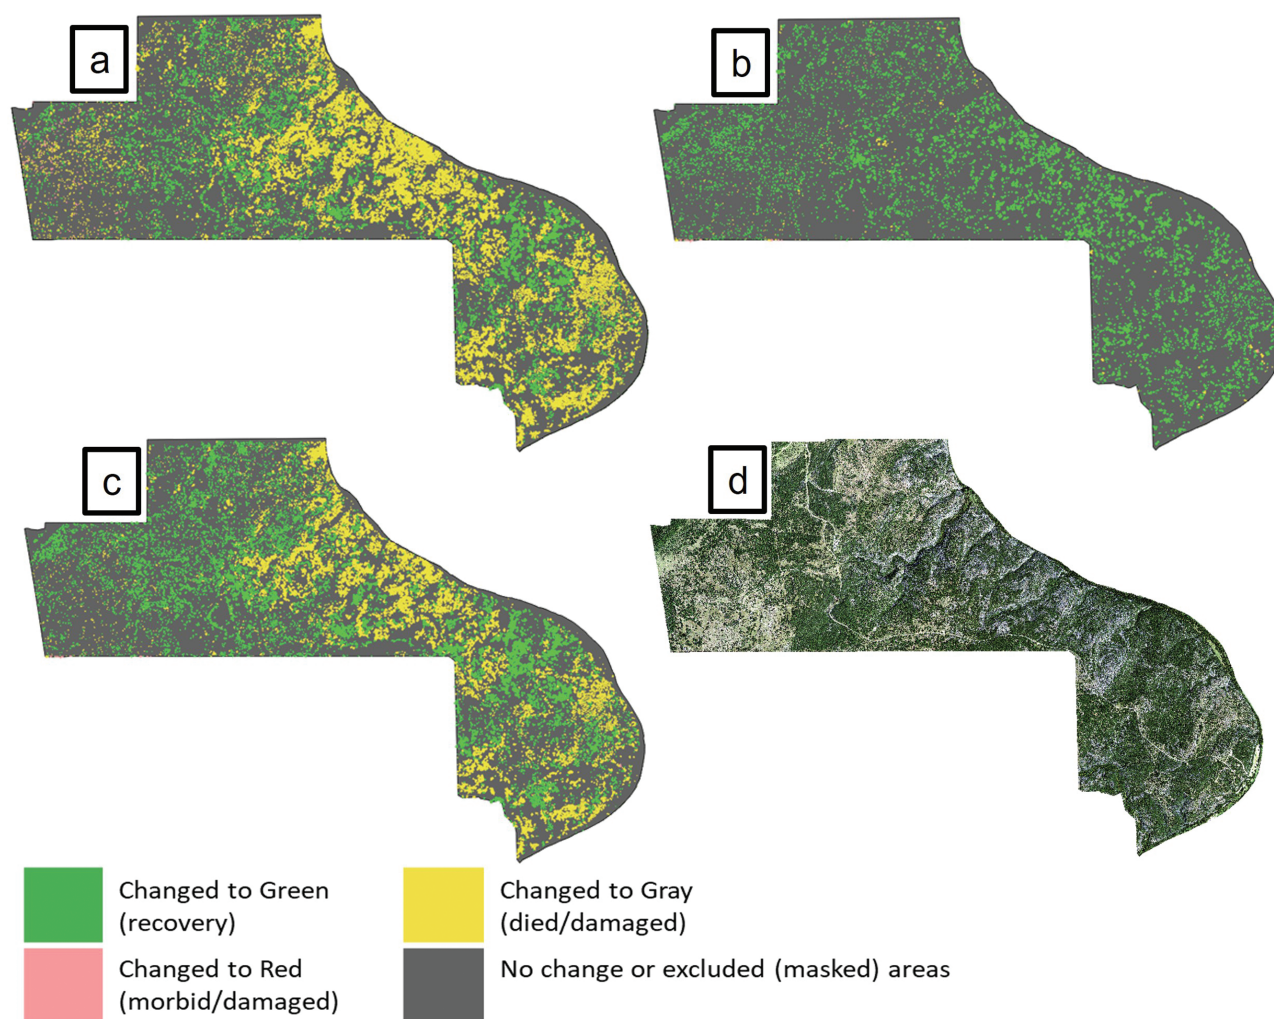 a
b
c
d
Changed to Green
(recovery)
Changed to Gray
(died/damaged)
Changed to Red
(morbid/damaged)
No change or excluded (masked) areas